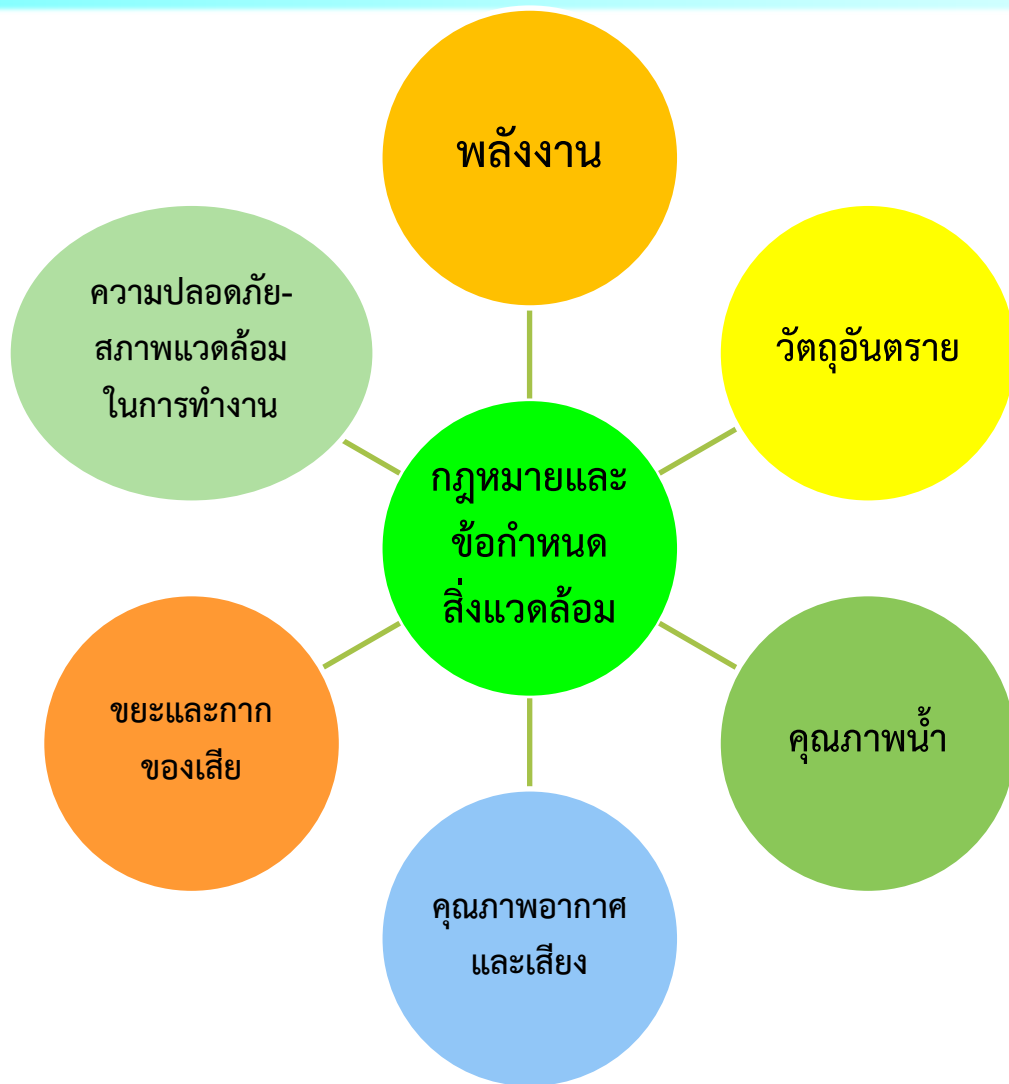 พลังงาน
ความปลอดภัย-
สภาพแวดล้อม
ในการทำงาน
วัตถุอันตราย
กฎหมายและ
ข้อกำหนด
สิ่งแวดล้อม
ขยะและกาก
ของเสีย
คุณภาพน้ำ
คุณภาพอากาศ
และเสียง